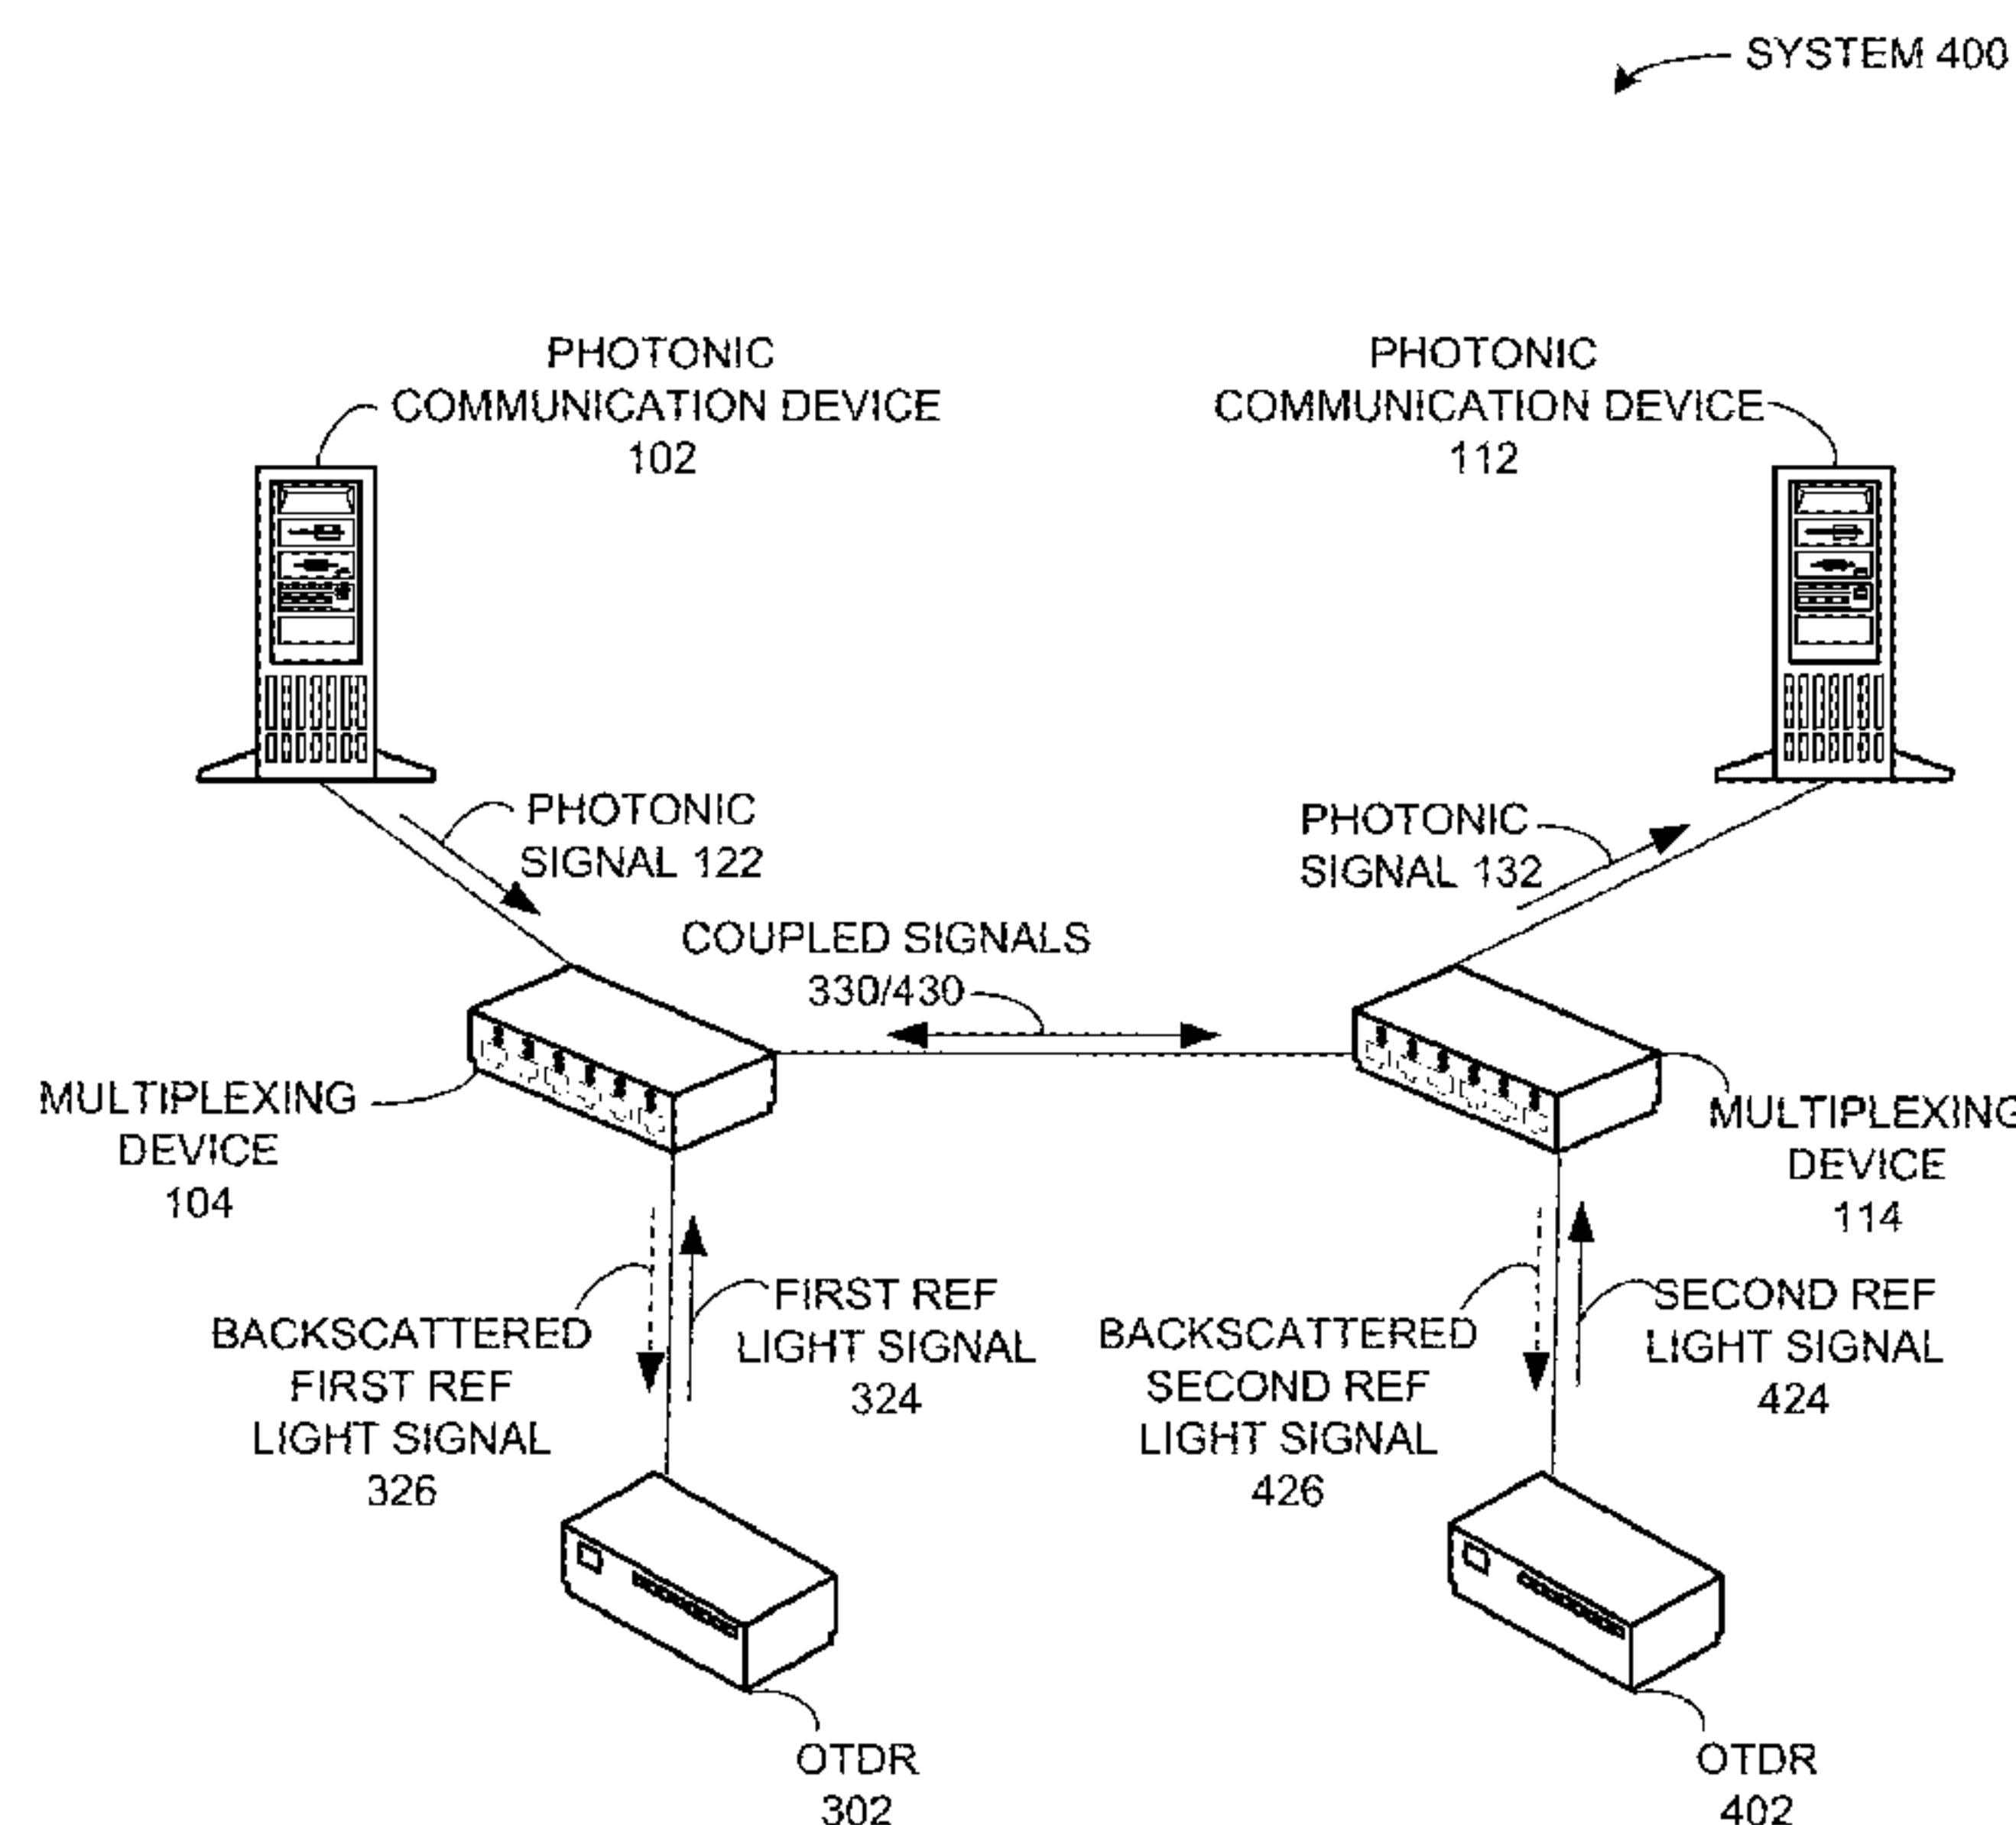 SYSTEM 400
PHOTONIC
COMMUNICATION DEVICE
102
PHOTONIC
COMMUNICATION DEVICE
112
PHOTONIC
SIGNAL 122
PHOTONIC
SIGNAL 132
COUPLED SIGNALS
330/430
MULTIPLEXING
DEVICE
104
MULTIPLEXING
DEVICE
114
BACKSCATTERED
FIRST REF
LIGHT SIGNAL
326
FIRST REF
LIGHT SIGNAL
324
BACKSCATTERED
SECOND REF
LIGHT SIGNAL
426
SECOND REF
LIGHT SIGNAL
424
OTDR
302
OTDR
402